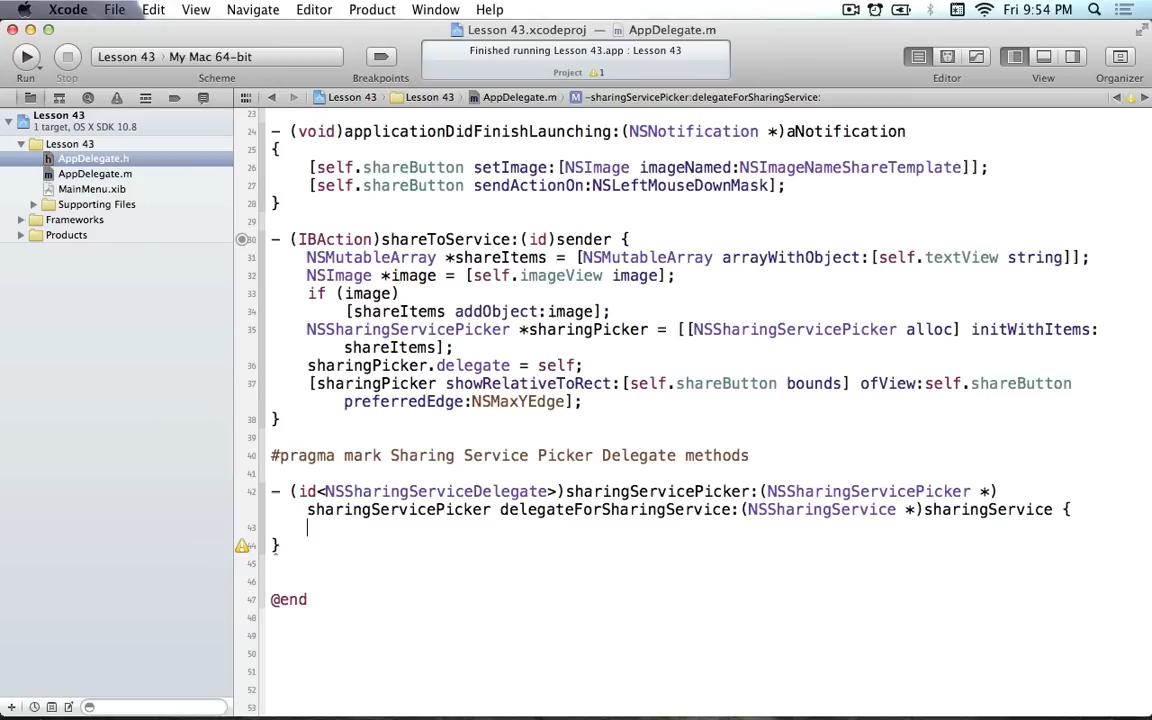 Xcode File Edit View Navigate Editor Product Window Help Fri 9:54 PM
Lesson 43.xcodeproj — AppDelegate.m
Run Stop Lesson 43 My Mac 64-bit Finished running Lesson 43.app : Lesson 43
Project 1
Scheme Breakpoints Editor View Organizer
Lesson 43 Lesson 43 AppDelegate.m M -sharingServicePicker:delegateForSharingService:
Lesson 43
1 target, OS X SDK 10.8
Lesson 43
AppDelegate.h
AppDelegate.m
MainMenu.xib
Supporting Files
Frameworks
Products
23
24 - (void)applicationDidFinishLaunching:(NSNotification *)aNotification
25 {
26 [self.shareButton setImage:[NSImage imageNamed:NSImageNameShareTemplate]];
27 [self.shareButton sendActionOn:NSLeftMouseDownMask];
28 }
29
30 - (IBAction)shareToService:(id)sender {
31 NSMutableArray *shareItems = [NSMutableArray arrayWithObject:[self.textView string]];
32 NSImage *image = [self.imageView image];
33 if (image)
34 [shareItems addObject:image];
35 NSSharingServicePicker *sharingPicker = [[NSSharingServicePicker alloc] initWithItems:
shareItems];
36 sharingPicker.delegate = self;
37 [sharingPicker showRelativeToRect:[self.shareButton bounds] ofView:self.shareButton
preferredEdge:NSMaxYEdge];
38 }
39
40 #pragma mark Sharing Service Picker Delegate methods
41
42 - (id<NSSharingServiceDelegate>)sharingServicePicker:(NSSharingServicePicker *)
sharingServicePicker delegateForSharingService:(NSSharingService *)sharingService {
43
44 }
45
46
47 @end
48
49
50
51
52
53